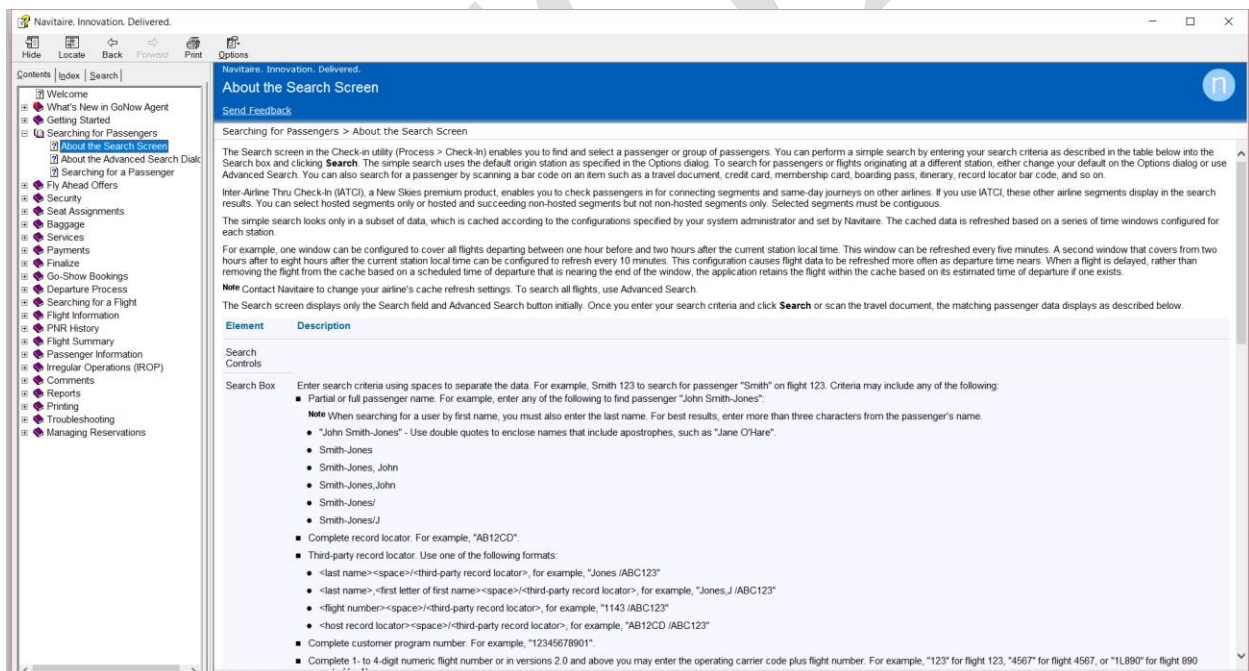 Navitaire. Innovation. Delivered.
Hide Locate Back Forward Print Options
Contents Index Search
Welcome
What's New in GoNow Agent
Getting Started
Searching for Passengers
About the Search Screen
About the Advanced Search Dialo
Searching for a Passenger
Fly Ahead Offers
Security
Seat Assignments
Baggage
Services
Payments
Finalize
Go-Show Bookings
Departure Process
Searching for a Flight
Flight Information
PNR History
Flight Summary
Passenger Information
Irregular Operations (IROP)
Comments
Reports
Printing
Troubleshooting
Managing Reservations
Navitaire. Innovation. Delivered.
About the Search Screen
n
Send Feedback
Searching for Passengers > About the Search Screen
The Search screen in the Check-in utility (Process > Check-In) enables you to find and select a passenger or group of passengers. You can perform a simple search by entering your search criteria as described in the table below into the
Search box and clicking Search. The simple search uses the default origin station as specified in the Options dialog. To search for passengers or flights originating at a different station, either change your default on the Options dialog or use
Advanced Search. You can also search for a passenger by scanning a bar code on an item such as a travel document, credit card, membership card, boarding pass, itinerary, record locator bar code, and so on.
Inter-Airline Thru Check-In (IATCI), a New Skies premium product, enables you to check passengers in for connecting segments and same-day journeys on other airlines. If you use IATCI, these other airline segments display in the search
results. You can select hosted segments only or hosted and succeeding non-hosted segments but not non-hosted segments only. Selected segments must be contiguous.
The simple search looks only in a subset of data, which is cached according to the configurations specified by your system administrator and set by Navitaire. The cached data is refreshed based on a series of time windows configured for
each station.
For example, one window can be configured to cover all flights departing between one hour before and two hours after the current station local time. This window can be refreshed every five minutes. A second window that covers from two
hours after to eight hours after the current station local time can be configured to refresh every 10 minutes. This configuration causes flight data to be refreshed more often as departure time nears. When a flight is delayed, rather than
removing the flight from the cache based on a scheduled time of departure that is nearing the end of the window, the application retains the flight within the cache based on its estimated time of departure if one exists.
Note Contact Navitaire to change your airline's cache refresh settings. To search all flights, use Advanced Search.
The Search screen displays only the Search field and Advanced Search button initially. Once you enter your search criteria and click Search or scan the travel document, the matching passenger data displays as described below.
Element Description
Search
Controls
Search Box Enter search criteria using spaces to separate the data. For example, Smith 123 to search for passenger "Smith" on flight 123. Criteria may include any of the following:
■ Partial or full passenger name. For example, enter any of the following to find passenger "John Smith-Jones":
Note When searching for a user by first name, you must also enter the last name. For best results, enter more than three characters from the passenger's name.
• "John Smith-Jones" - Use double quotes to enclose names that include apostrophes, such as "Jane O'Hare".
• Smith-Jones
• Smith-Jones, John
• Smith-Jones,John
• Smith-Jones/
• Smith-Jones/J
■ Complete record locator. For example, "AB12CD".
■ Third-party record locator. Use one of the following formats:
• <last name><space>/<third-party record locator>, for example, "Jones /ABC123"
• <last name>,<first letter of first name><space>/<third-party record locator>, for example, "Jones,J /ABC123"
• <flight number><space>/<third-party record locator>, for example, "1143 /ABC123"
• <host record locator><space>/<third-party record locator>, for example, "AB12CD /ABC123"
■ Complete customer program number. For example, "12345678901".
■ Complete 1- to 4-digit numeric flight number or in versions 2.0 and above you may enter the operating carrier code plus flight number. For example, "123" for flight 123, "4567" for flight 4567, or "1L890" for flight 890